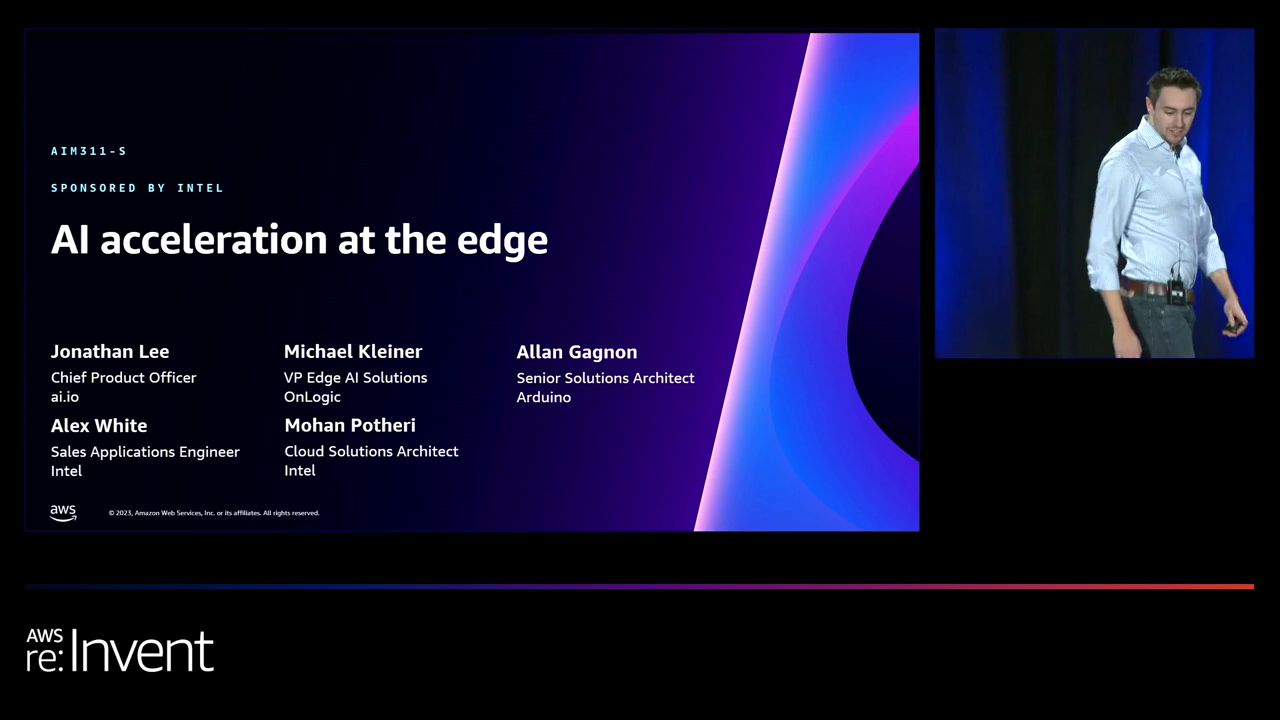 AIM311-S
SPONSORED BY INTEL
AI acceleration at the edge
Jonathan Lee
Chief Product Officer
ai.io
Michael Kleiner
VP Edge AI Solutions
OnLogic
Allan Gagnon
Senior Solutions Architect
Arduino
Alex White
Sales Applications Engineer
Intel
Mohan Potheri
Cloud Solutions Architect
Intel
aws
© 2023, Amazon Web Services, Inc. or its affiliates. All rights reserved.
AWS
re:Invent